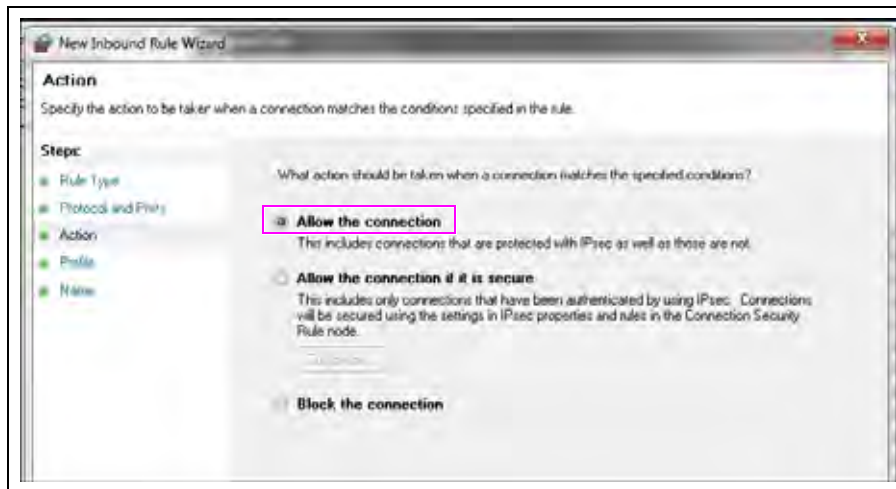 New Inbound Rule Wizard
Action
Specify the action to be taken when a connection matches the conditions specified in the rule.
Steps:
Rule Type
Protocol and Ports
Action
Profile
Name
What action should be taken when a connection matches the specified conditions?
Allow the connection
This includes connections that are protected with IPsec as well as those are not.
Allow the connection if it is secure
This includes only connections that have been authenticated by using IPsec. Connections
will be secured using the settings in IPsec properties and rules in the Connection Security
Rule node.
Block the connection